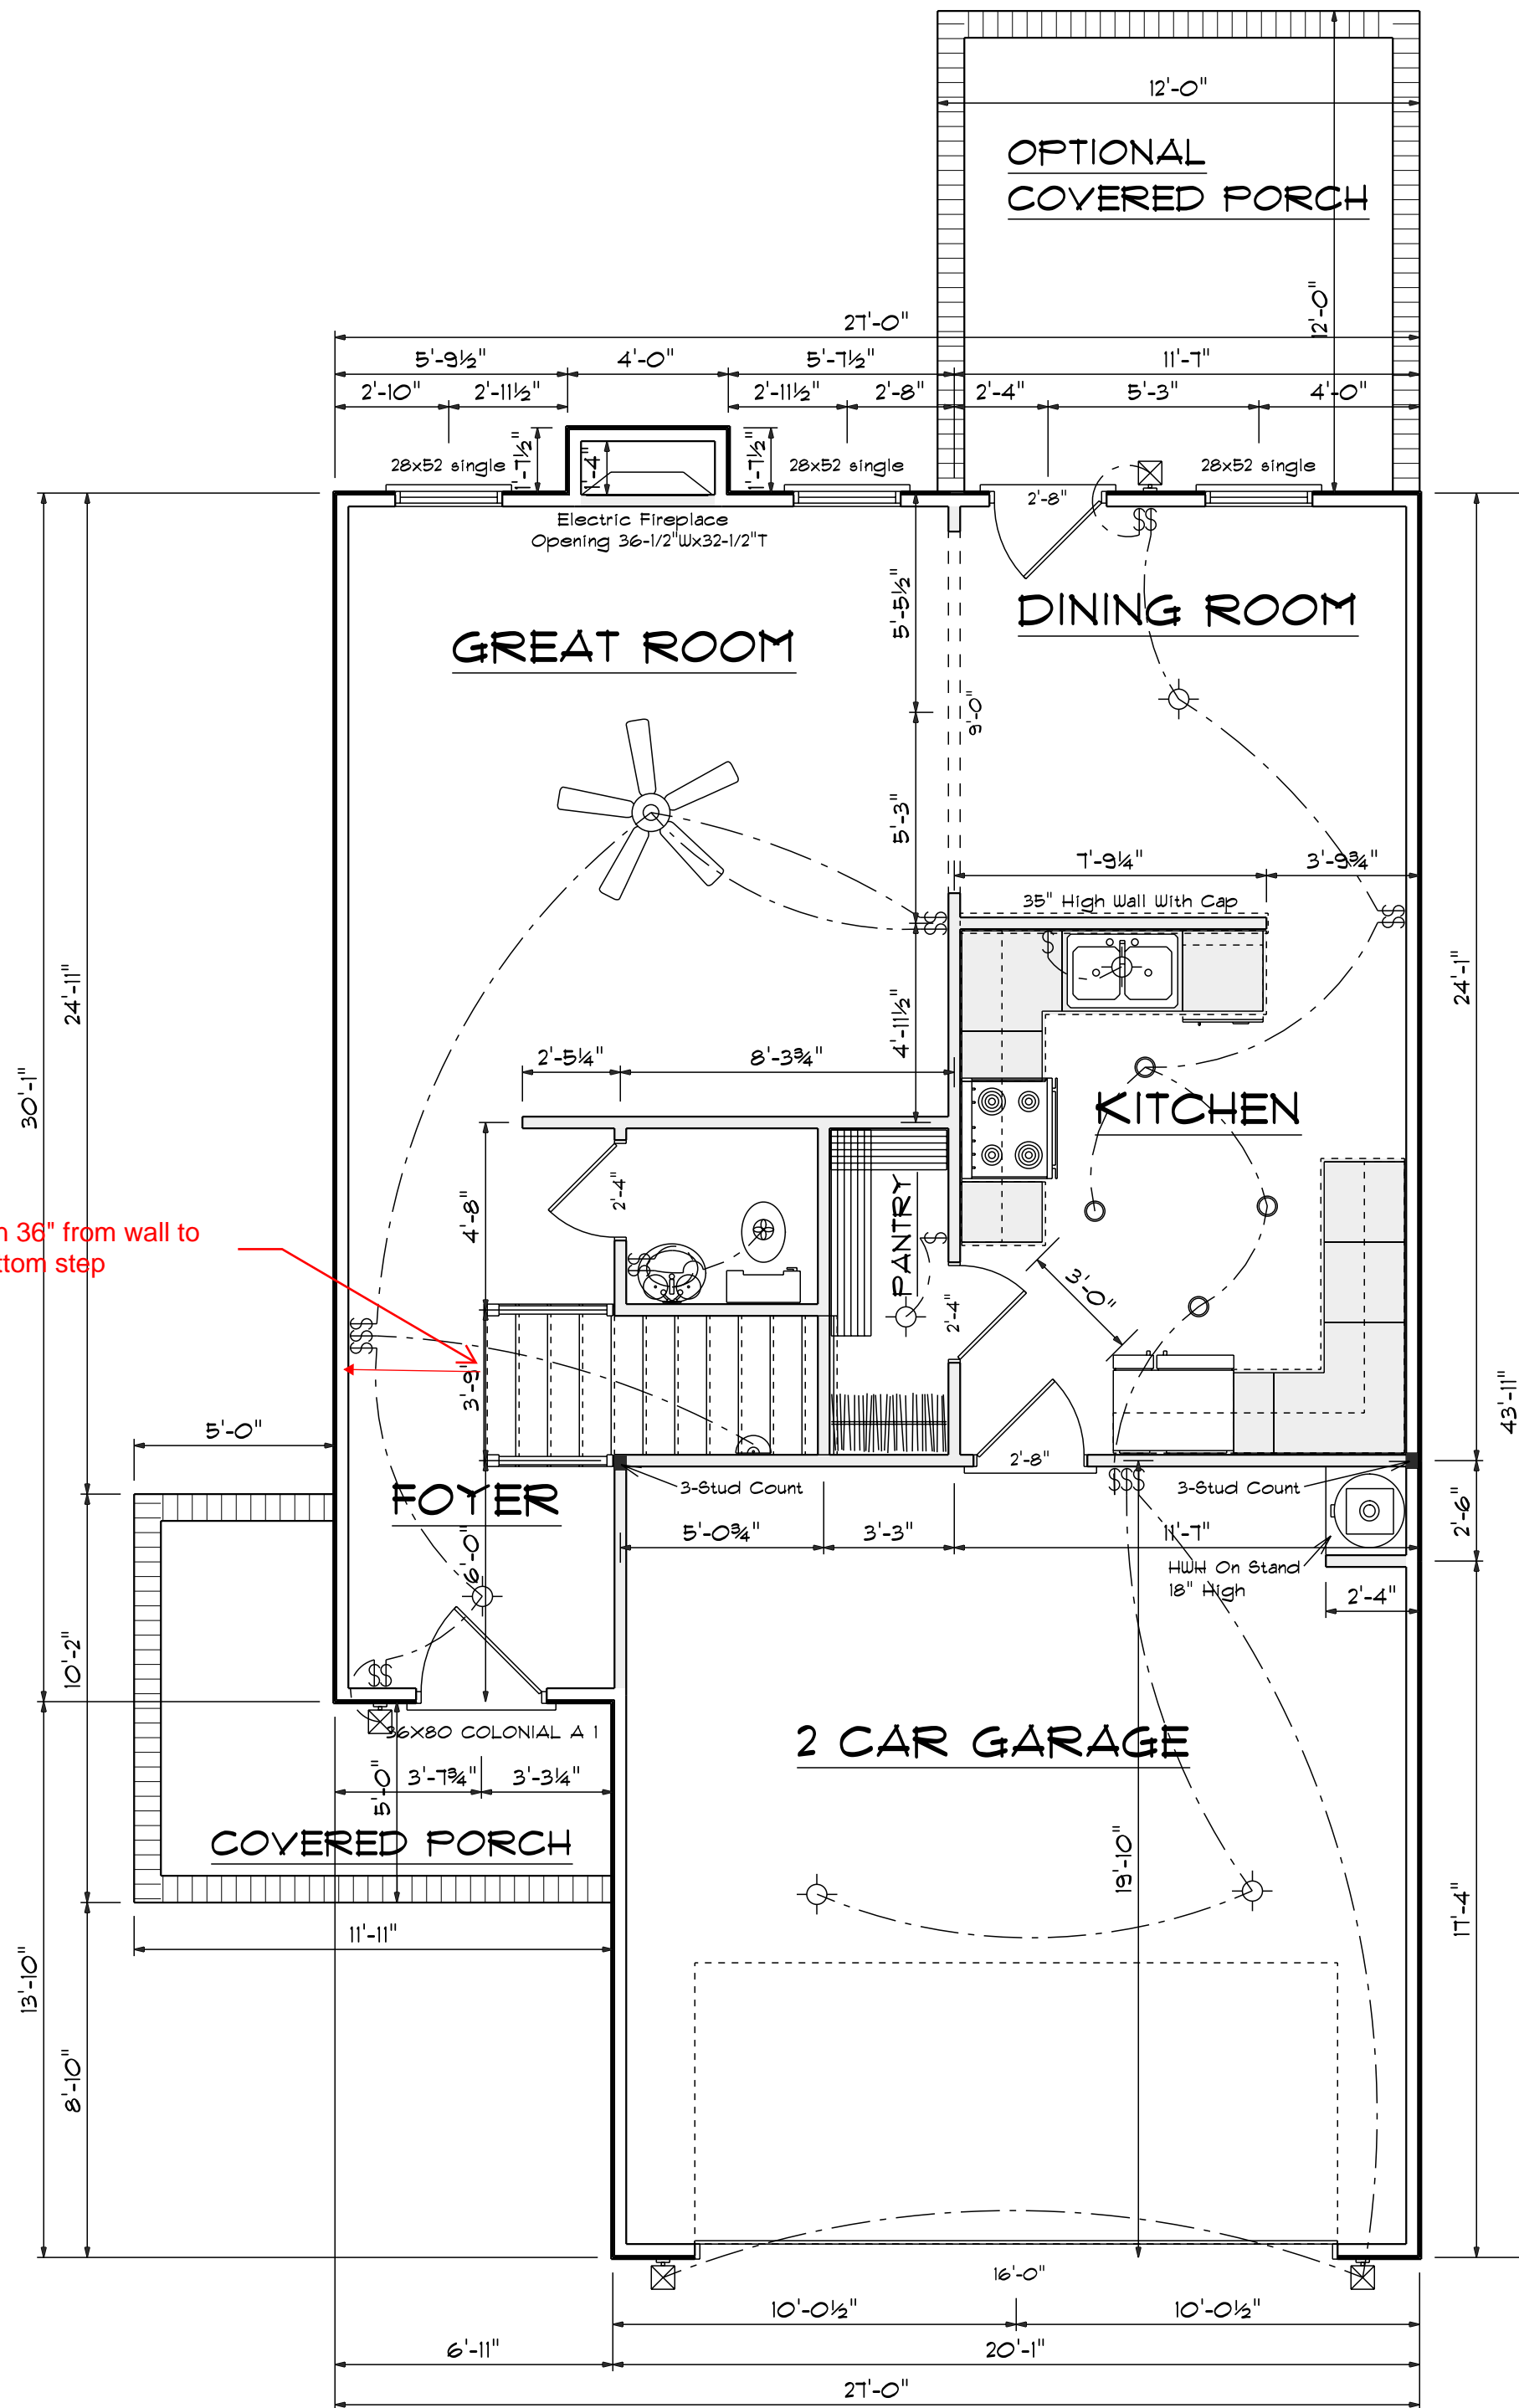 12'-0"
OPTIONAL
COVERED PORCH
12'-0"
27'-0"
5'-9½" 4'-0" 5'-7½" 11'-7"
2'-10" 2'-11½" 2'-11½" 2'-8" 2'-4" 5'-3" 4'-0"
28x52 single 1'-7½" 1'-4" 1'-7½" 28x52 single 28x52 single
2'-8"
SS
Electric Fireplace
Opening 36-1/2"Wx32-1/2"T
5'-5½"
DINING ROOM
GREAT ROOM
9'-0"
5'-3"
7'-9¼" 3'-9¾"
35" High Wall With Cap
SS SS
S
24'-11" 24'-1"
4'-11½"
2'-5¼" 8'-3¾"
30'-1"
KITCHEN
2'-4"
PANTRY
4'-8"
n 36" from wall to
ttom step
S
SS
3'-0"
2'-4"
SSS
3'-9"
43'-11"
5'-0"
2'-8"
3-Stud Count 3-Stud Count
SSS
FOYER
2'-6"
5'-0¾" 3'-3" 11'-7"
6'-0"
HWH On Stand
18" High
2'-4"
10'-2"
SS
36X80 COLONIAL A 1
2 CAR GARAGE
3'-7¾" 3'-3¼"
5'-0"
COVERED PORCH
19'-10"
17'-4"
11'-11"
13'-10"
8'-10"
16'-0"
10'-0½" 10'-0½"
6'-11" 20'-1"
27'-0"